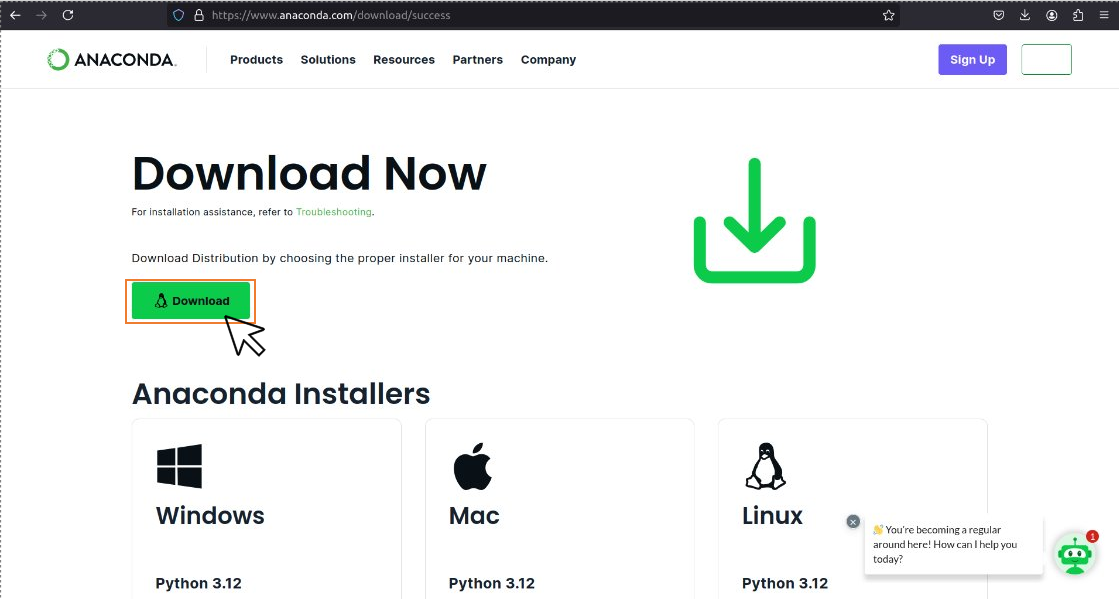 https://www.anaconda.com/download/success
ANACONDA.
Products Solutions Resources Partners Company
Sign Up
Download Now
For installation assistance, refer to Troubleshooting.
Download Distribution by choosing the proper installer for your machine.
Download
Anaconda Installers
Windows
Mac
Linux
Python 3.12
Python 3.12
Python 3.12
👋 You're becoming a regular
around here! How can I help you
today?
1